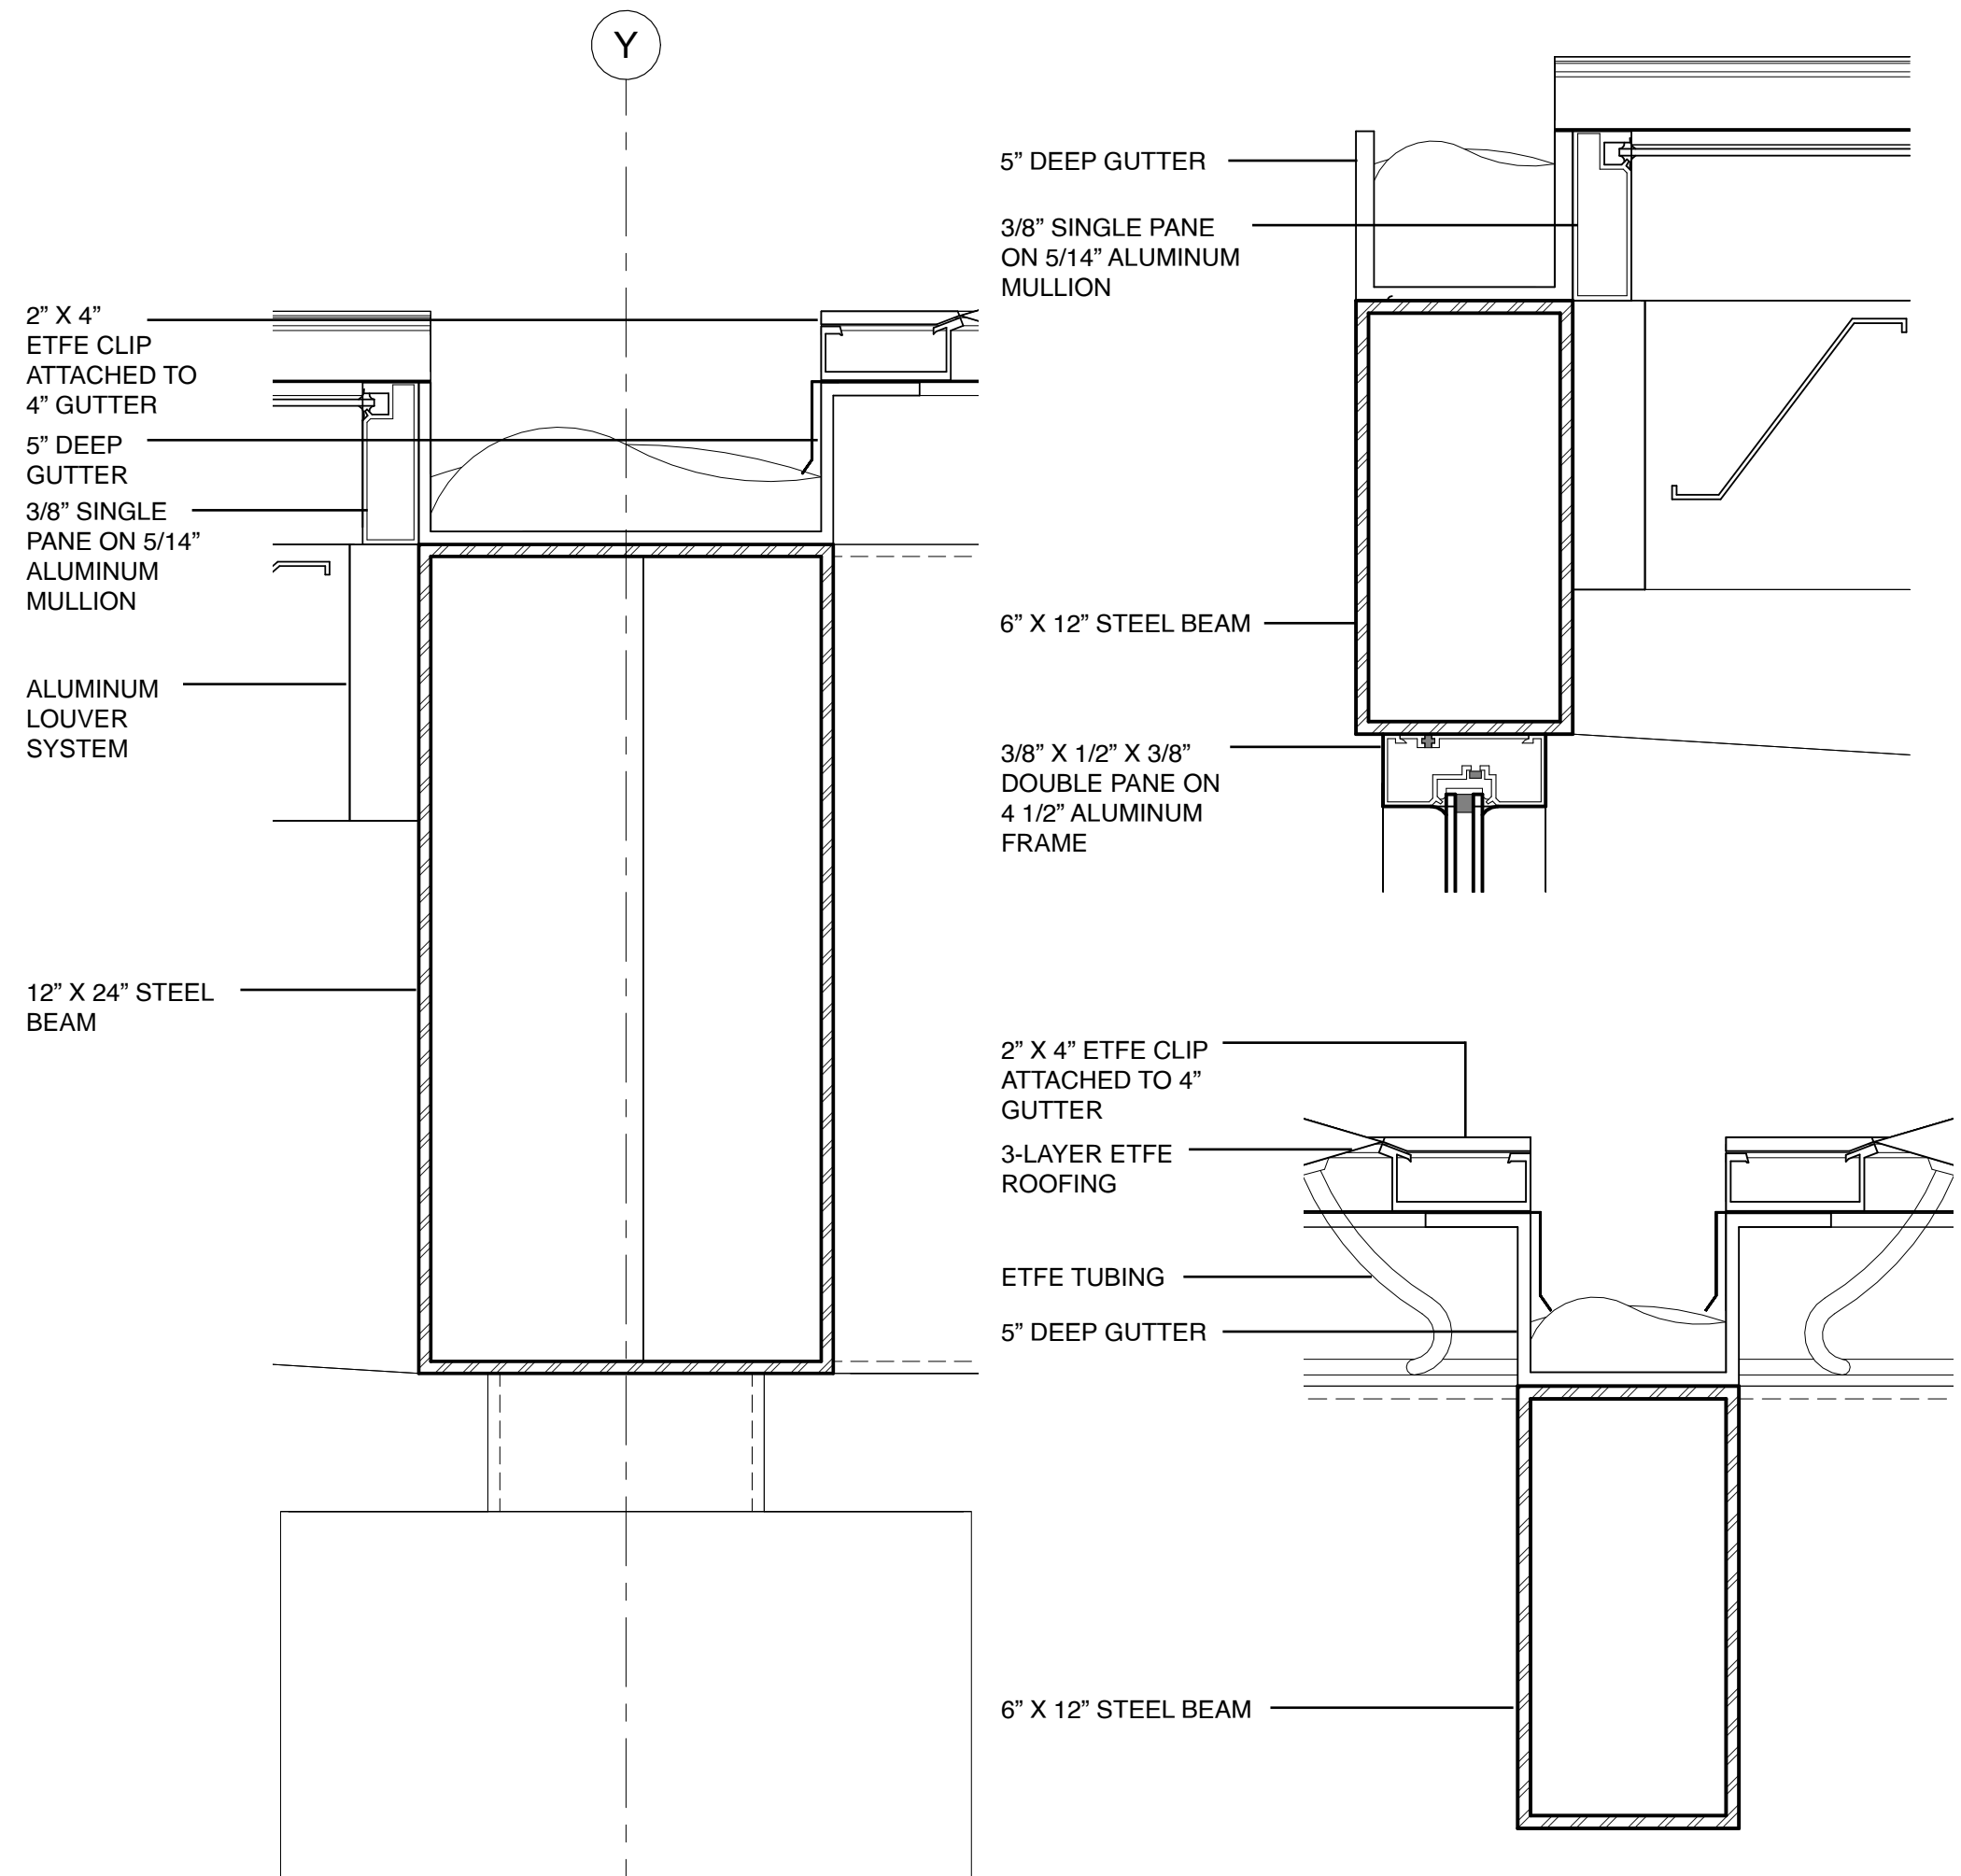 Y
2” X 4”
ETFE CLIP
ATTACHED TO
4” GUTTER
5” DEEP
GUTTER
3/8” SINGLE
PANE ON 5/14”
ALUMINUM
MULLION
ALUMINUM
LOUVER
SYSTEM
12” X 24” STEEL
BEAM
5” DEEP GUTTER
3/8” SINGLE PANE
ON 5/14” ALUMINUM
MULLION
6” X 12” STEEL BEAM
3/8” X 1/2” X 3/8”
DOUBLE PANE ON
4 1/2” ALUMINUM
FRAME
2” X 4” ETFE CLIP
ATTACHED TO 4”
GUTTER
3-LAYER ETFE
ROOFING
ETFE TUBING
5” DEEP GUTTER
6” X 12” STEEL BEAM